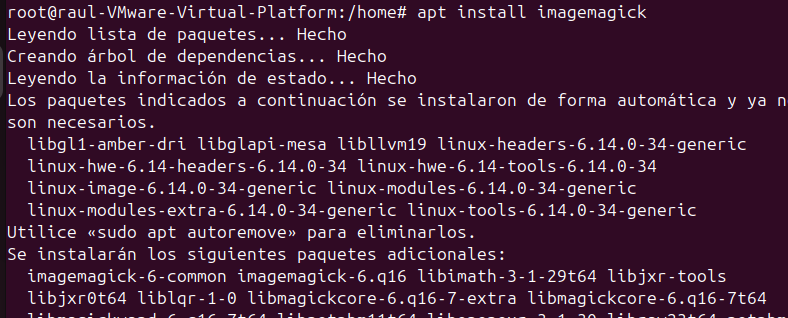 root@raul-VMware-Virtual-Platform:/home# apt install imagemagick
Leyendo lista de paquetes... Hecho
Creando árbol de dependencias... Hecho
Leyendo la información de estado... Hecho
Los paquetes indicados a continuación se instalaron de forma automática y ya
son necesarios.
libgl1-amber-dri libglapi-mesa libllvm19 linux-headers-6.14.0-34-generic
linux-hwe-6.14-headers-6.14.0-34 linux-hwe-6.14-tools-6.14.0-34
linux-image-6.14.0-34-generic linux-modules-6.14.0-34-generic
linux-modules-extra-6.14.0-34-generic linux-tools-6.14.0-34-generic
Utilice «sudo apt autoremove» para eliminarlos.
Se instalarán los siguientes paquetes adicionales:
imagemagick-6-common imagemagick-6.q16 libimath-3-1-29t64 libjxr-tools
libjxr0t64 liblqr-1-0 libmagickcore-6.q16-7-extra libmagickcore-6.q16-7t64